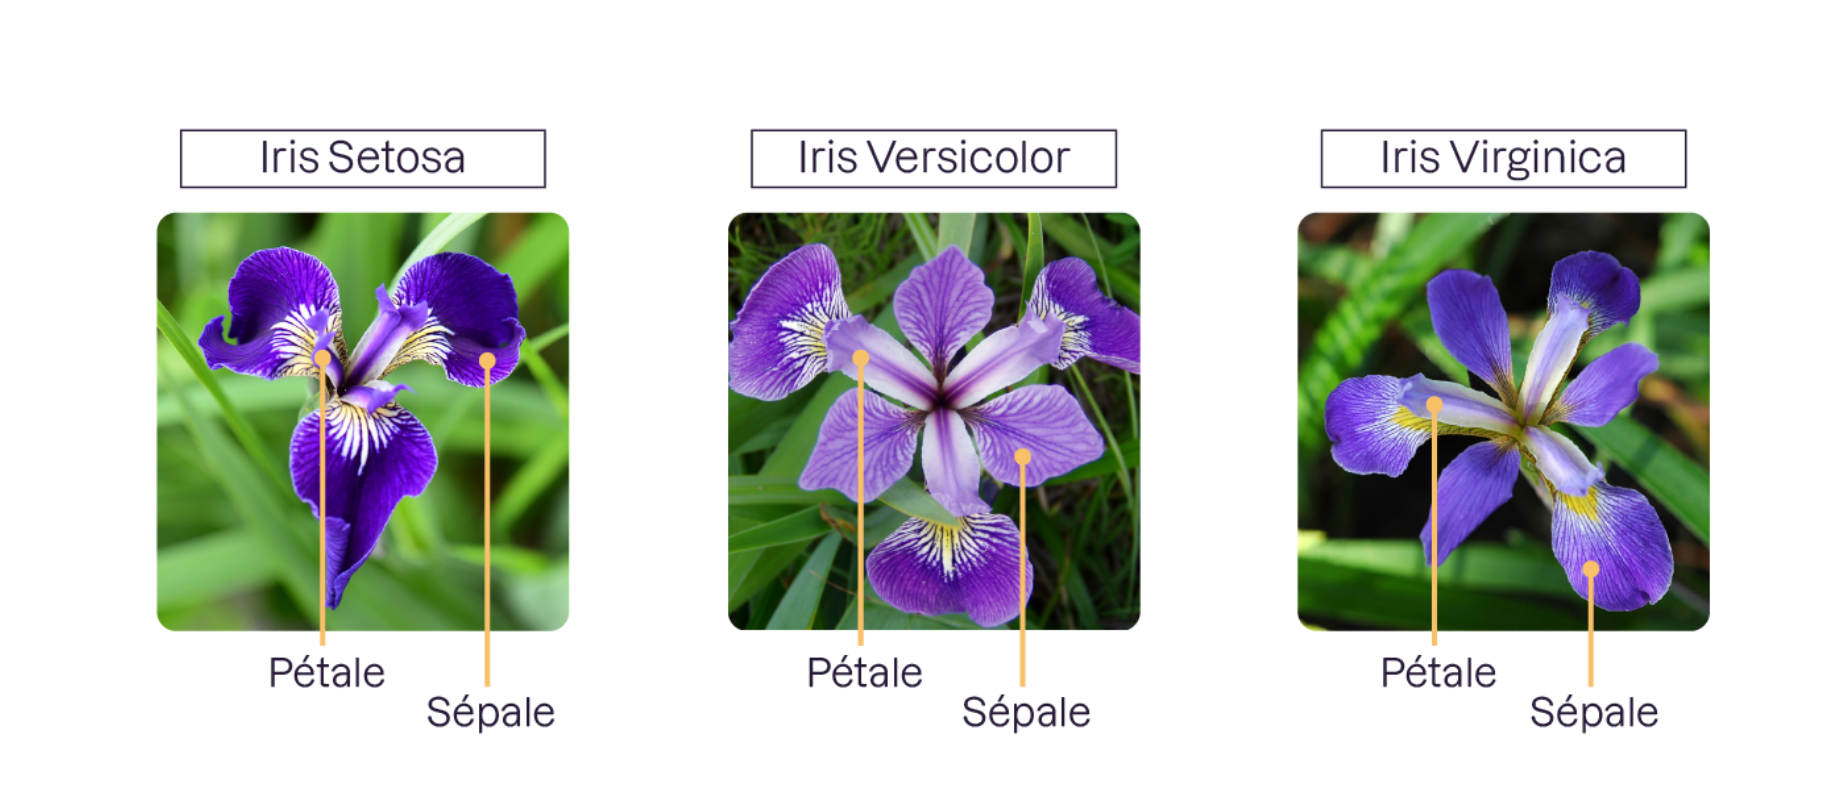 Iris Setosa
Iris Versicolor
Iris Virginica
Pétale
Sépale
Pétale
Sépale
Pétale
Sépale